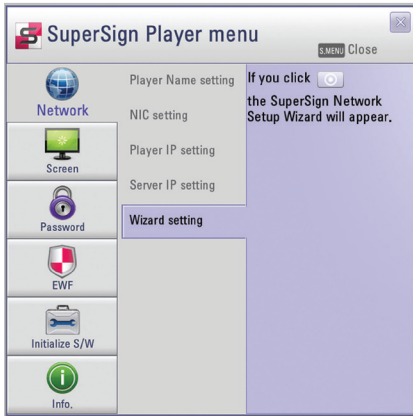 SuperSign Player menu
S.MENU Close
Network
Screen
Password
EWF
Initialize S/W
Info.
Player Name setting
NIC setting
Player IP setting
Server IP setting
Wizard setting
If you click
the SuperSign Network
Setup Wizard will appear.